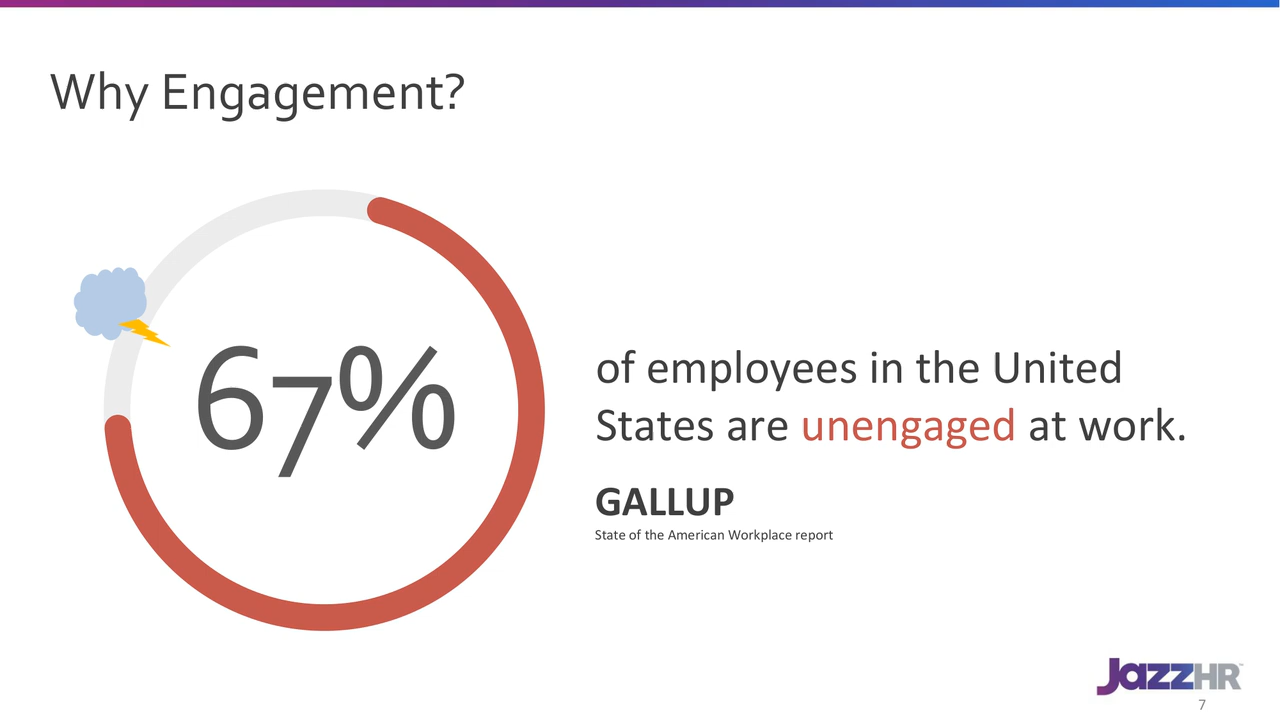 Why Engagement?
67%
of employees in the United
States are unengaged at work.
GALLUP
State of the American Workplace report
JazzHR™
7